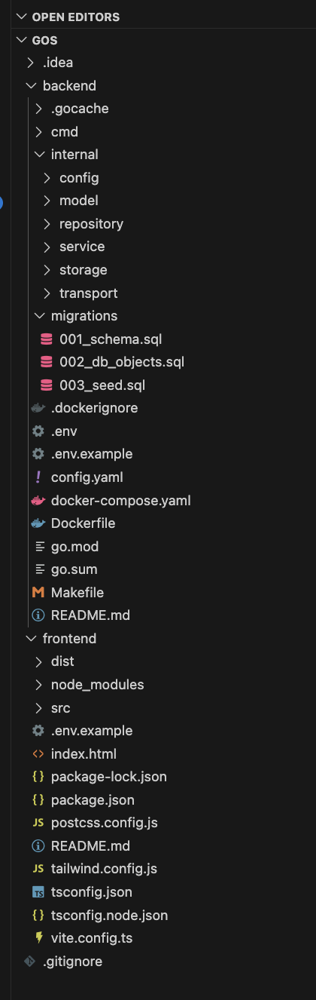 OPEN EDITORS
GOS
.idea
backend
.gocache
cmd
internal
config
model
repository
service
storage
transport
migrations
001_schema.sql
002_db_objects.sql
003_seed.sql
.dockerignore
.env
.env.example
! config.yaml
docker-compose.yaml
Dockerfile
go.mod
go.sum
M Makefile
README.md
frontend
dist
node_modules
src
.env.example
<> index.html
{} package-lock.json
{} package.json
JS postcss.config.js
README.md
JS tailwind.config.js
TS tsconfig.json
{} tsconfig.node.json
vite.config.ts
.gitignore